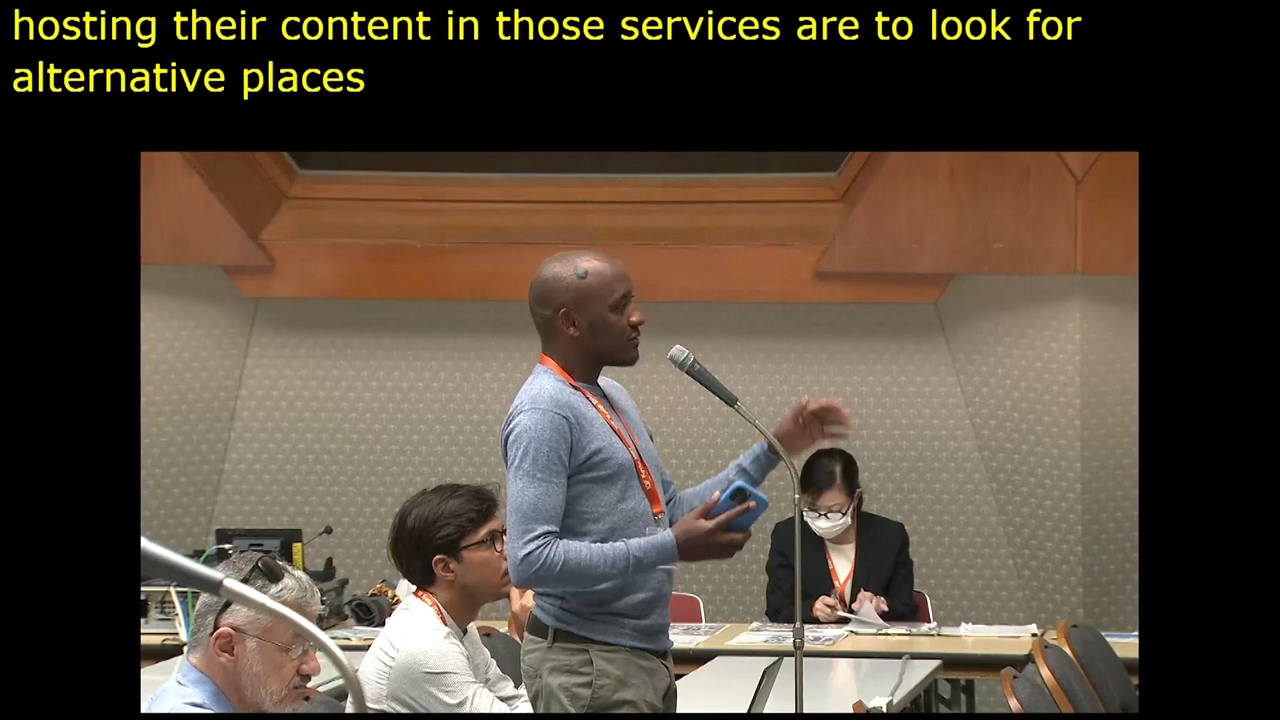 hosting their content in those services are to look for
alternative places